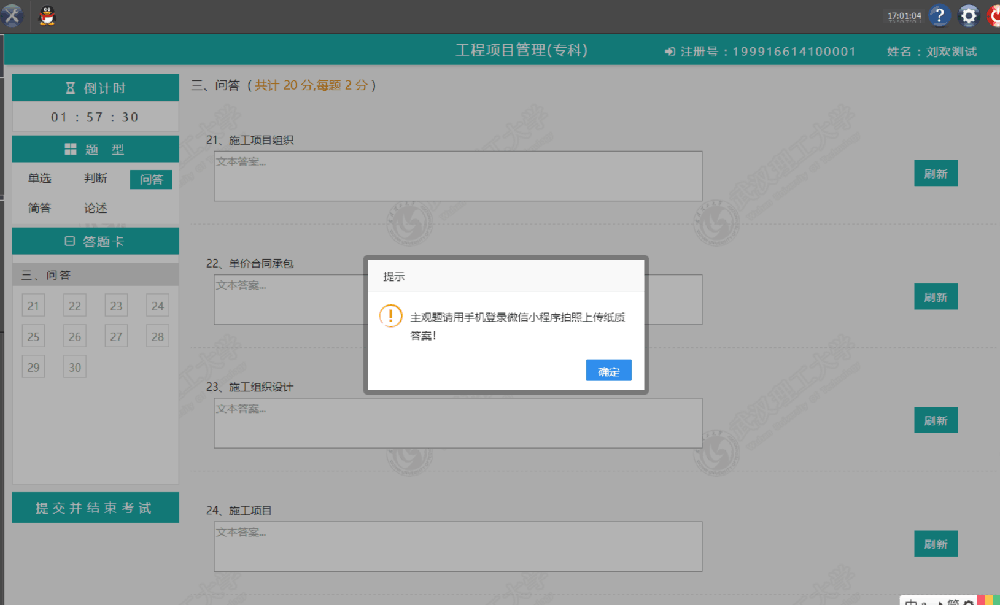 17:01:04
工程项目管理(专科)
注册号：199916614100001
姓名：刘欢测试
倒计时
01 : 57 : 30
题 型
单选 判断 问答
简答 论述
答题卡
三、问答
21 22 23 24
25 26 27 28
29 30
提交并结束考试
三、问答（共计 20 分,每题 2 分）
21、施工项目组织
文本答案...
刷新
22、单价合同承包
文本答案...
刷新
23、施工组织设计
文本答案...
刷新
24、施工项目
文本答案...
刷新
提示
主观题请用手机登录微信小程序拍照上传纸质
答案！
确定
武汉理工大学